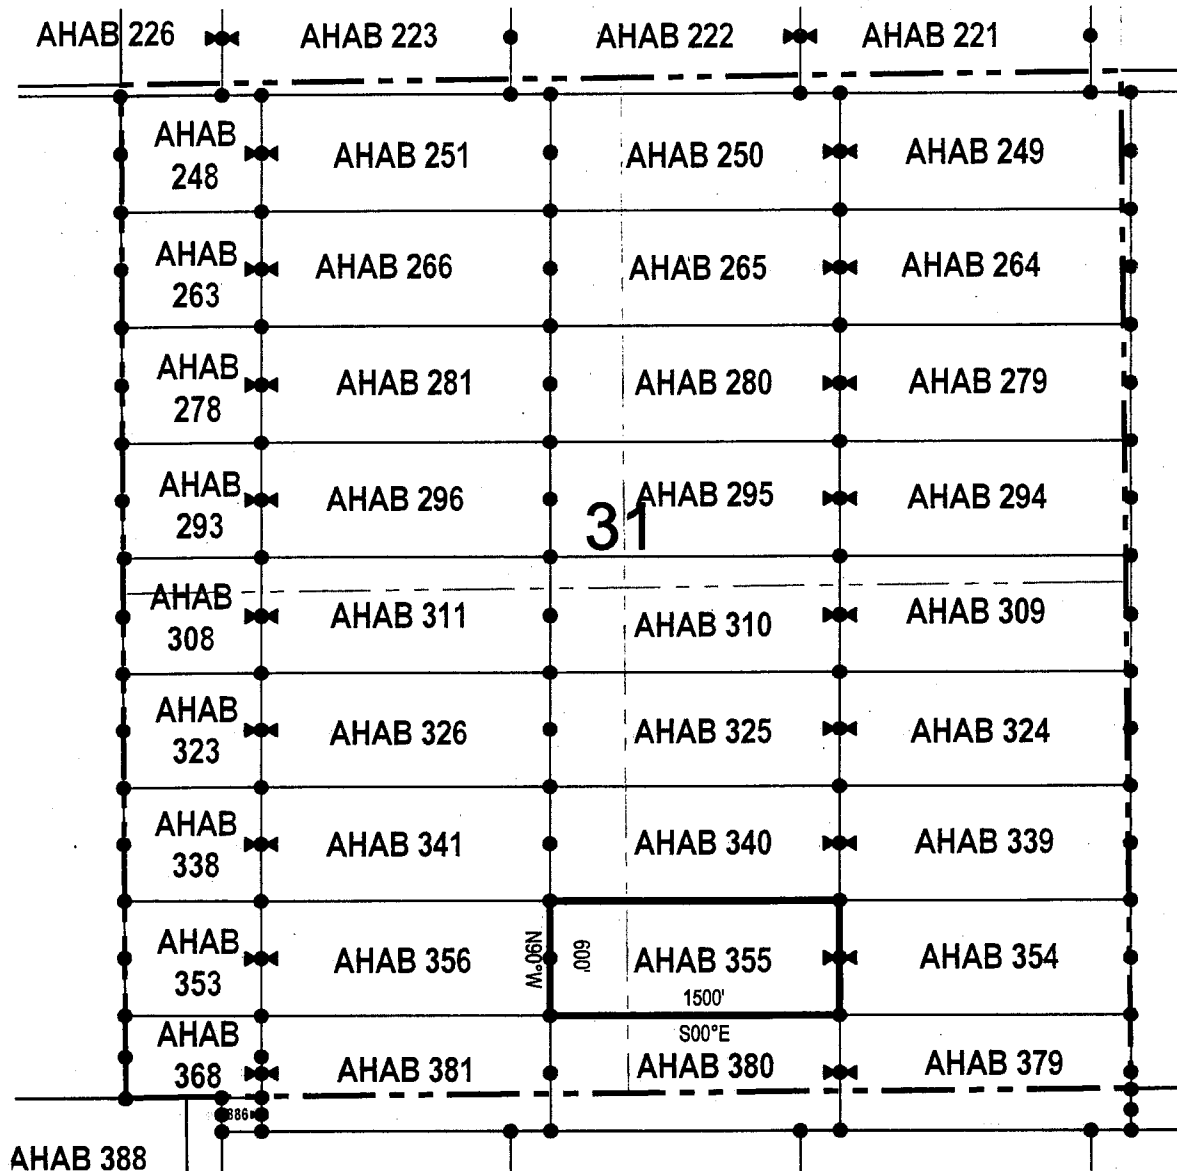 AHAB 226
AHAB 223
AHAB 222
AHAB 221
AHAB
248
AHAB 251
AHAB 250
AHAB 249
AHAB
263
AHAB 266
AHAB 265
AHAB 264
AHAB
278
AHAB 281
AHAB 280
AHAB 279
AHAB
293
AHAB 296
AHAB 295
AHAB 294
31
AHAB
308
AHAB 311
AHAB 310
AHAB 309
AHAB
323
AHAB 326
AHAB 325
AHAB 324
AHAB
338
AHAB 341
AHAB 340
AHAB 339
AHAB
353
AHAB 356
N90°W
600'
AHAB 355
1500'
S00°E
AHAB 354
AHAB
368
AHAB 381
AHAB 380
AHAB 379
386
AHAB 388